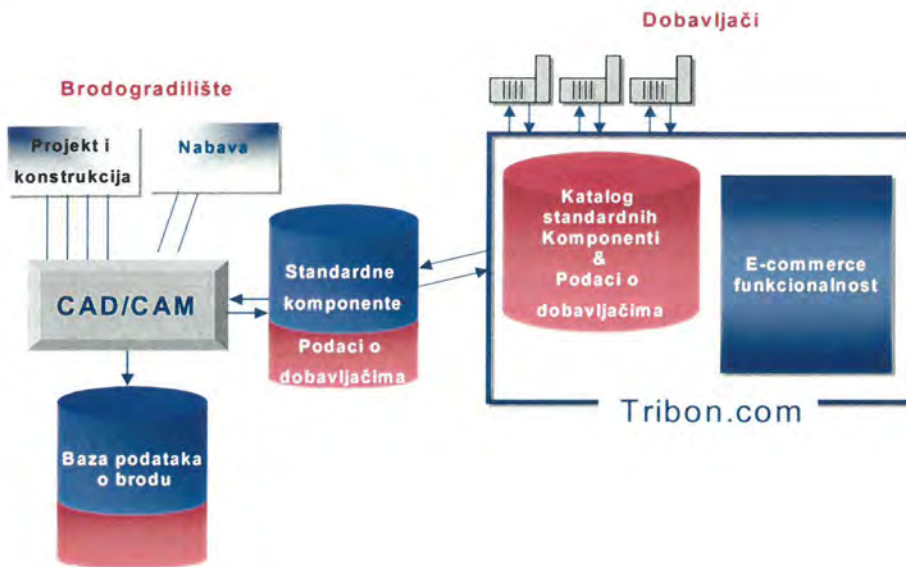 Dobavljači
Brodogradilište
Projekt i
konstrukcija
Nabava
CAD/CAM
Baza podataka
o brodu
Standardne
komponente
Podaci o
dobavljačima
Katalog
standardnih
Komponenti
&
Podaci o
dobavljačima
E-commerce
funkcionalnost
Tribon.com